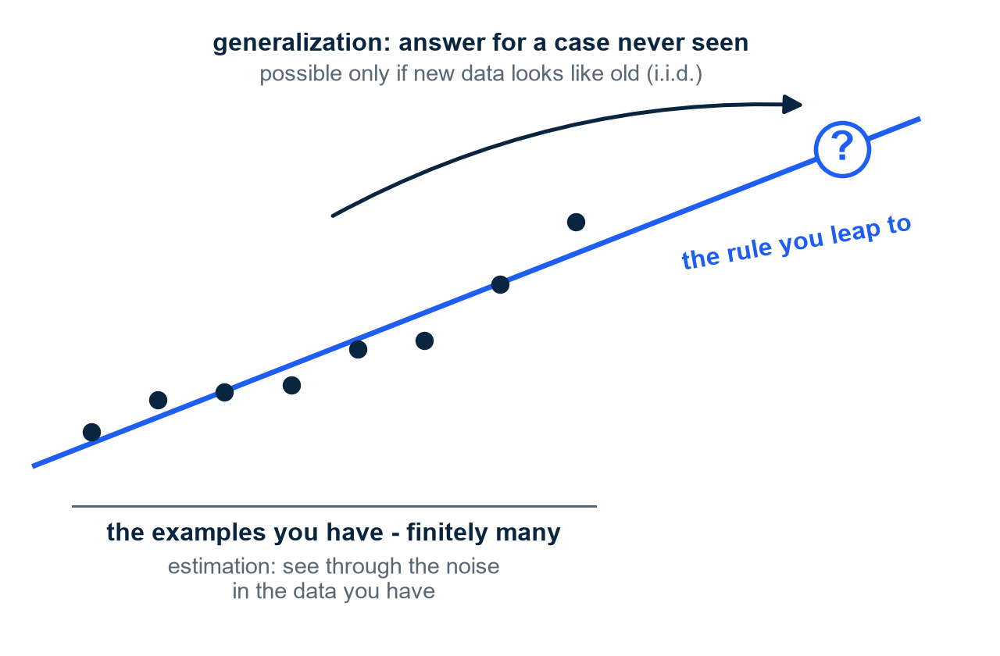 generalization: answer for a case never seen
possible only if new data looks like old (i.i.d.)
?
the rule you leap to
the examples you have - finitely many
estimation: see through the noise
in the data you have